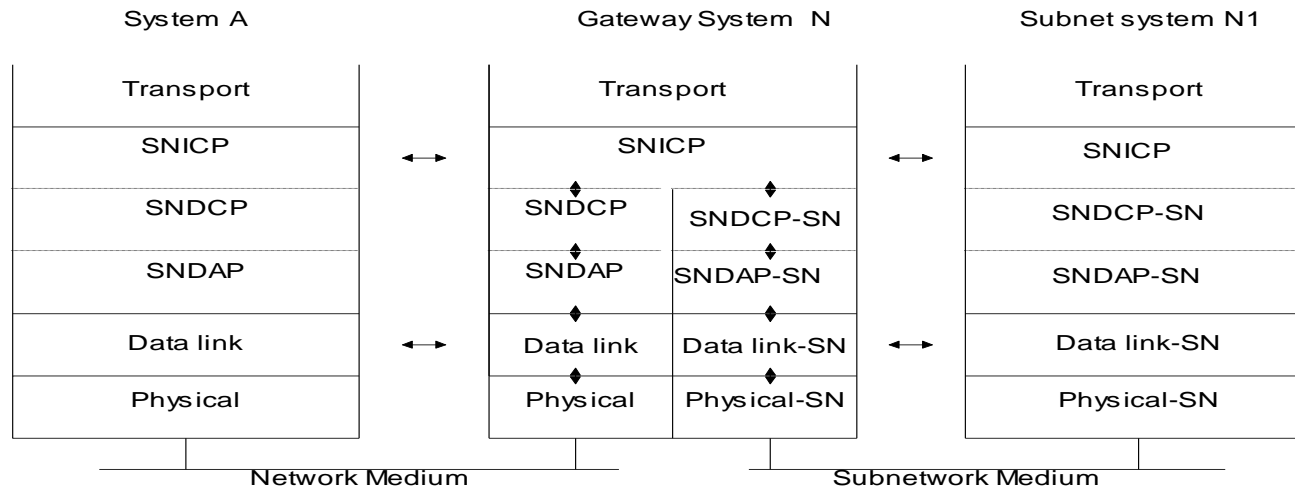 System A
Gateway System N
Subnet system N1
Transport
Transport
Transport
SNICP
SNICP
SNICP
SNDCP
SNDCP
SNDCP-SN
SNDCP-SN
SNDAP
SNDAP
SNDAP-SN
SNDAP-SN
Data link
Data link
Data link-SN
Data link-SN
Physical
Physical
Physical-SN
Physical-SN
Network Medium
Subnetwork Medium